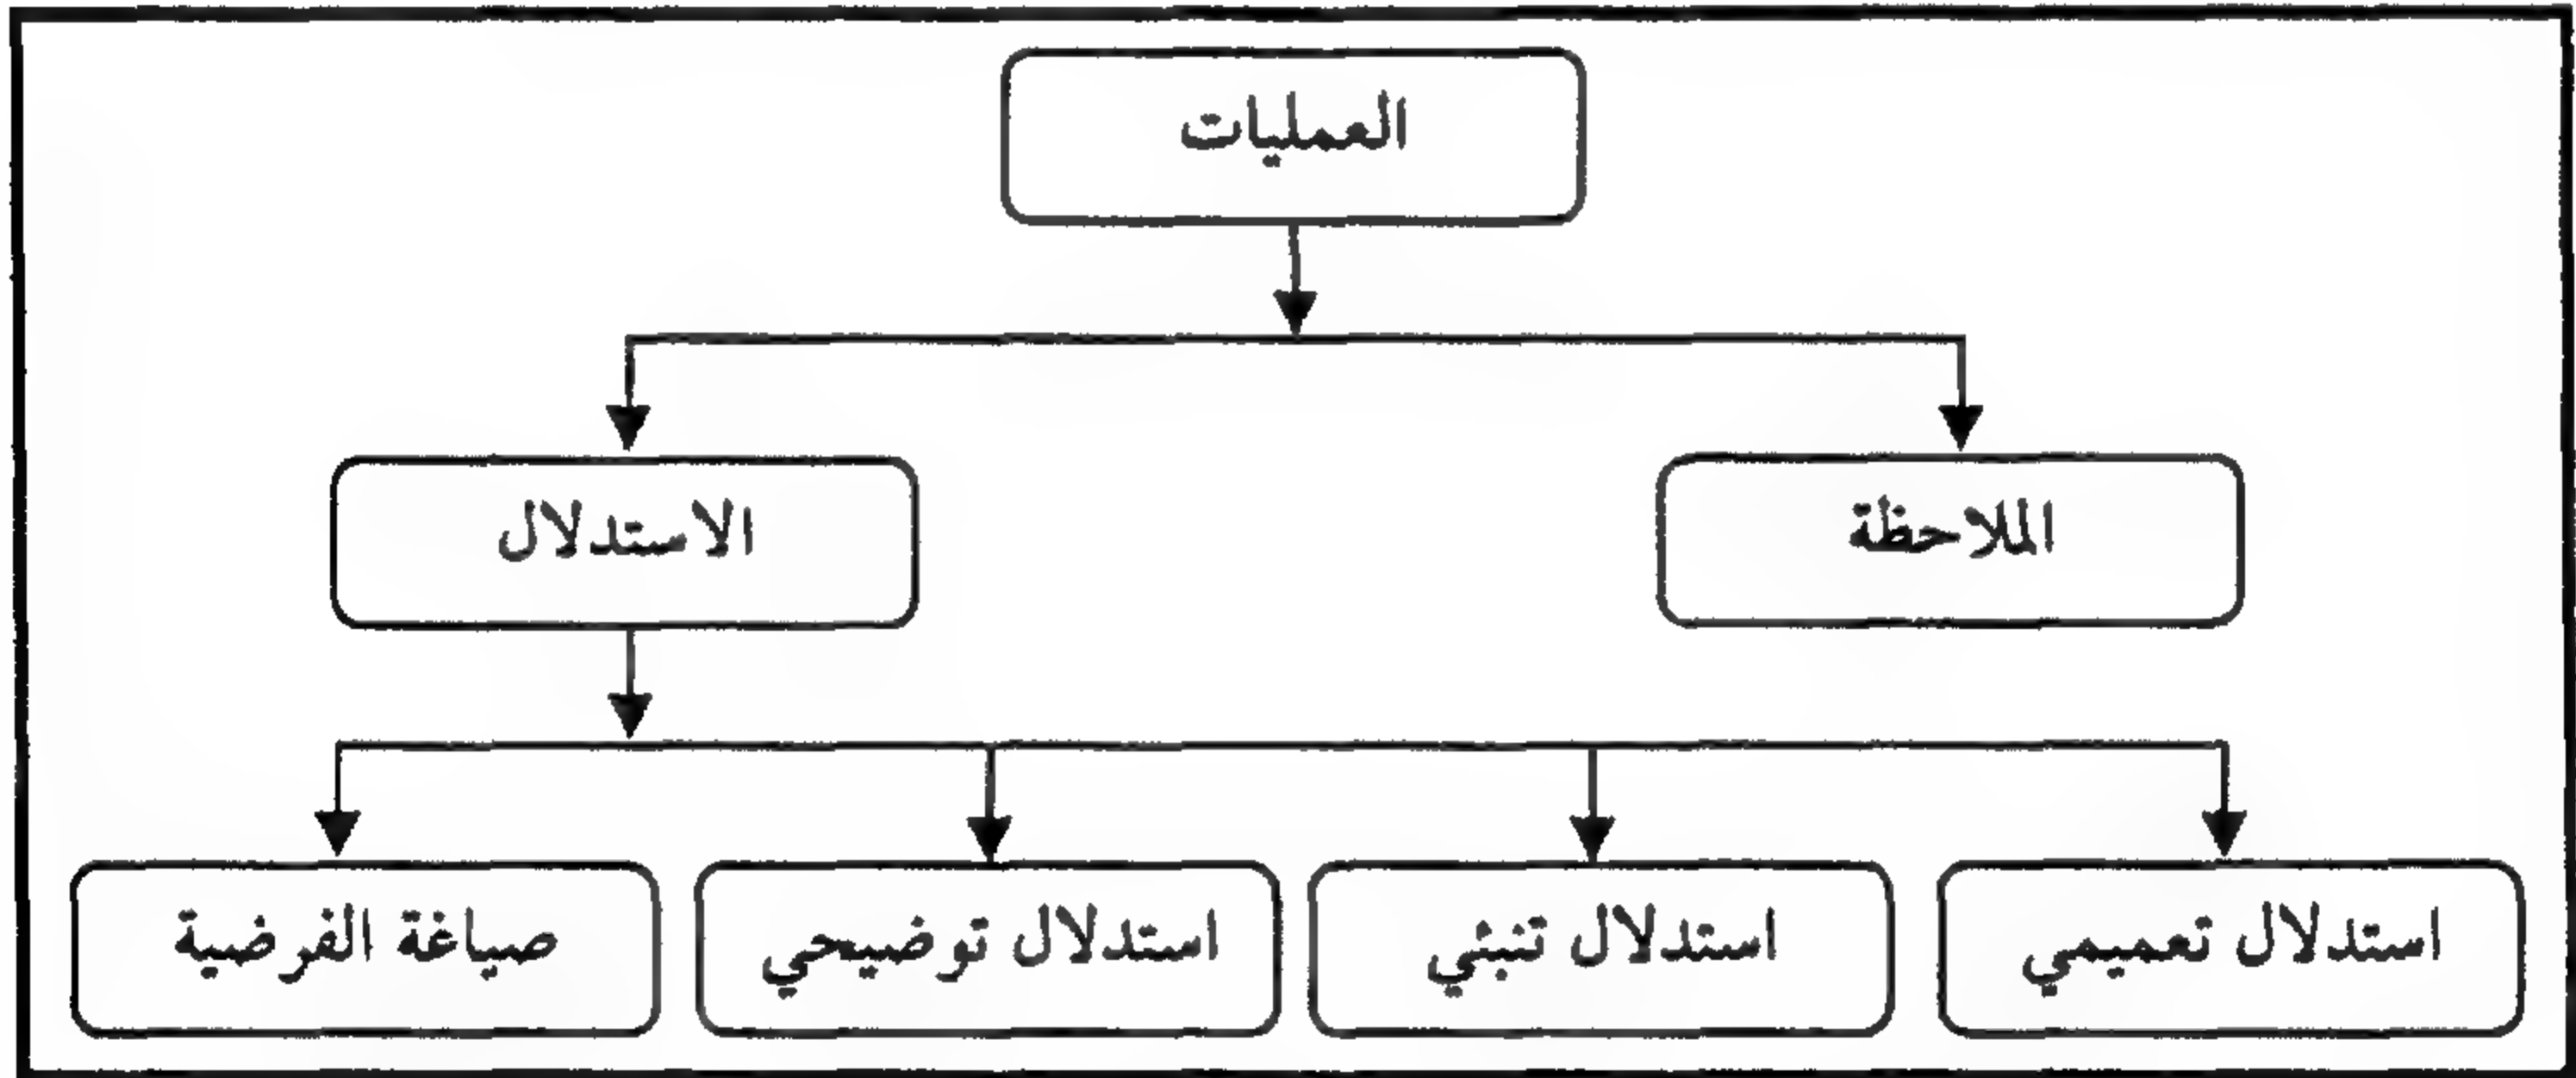 العمليات
الملاحظة
الاستدلال
استدلال تعميمي
استدلال تنبئي
استدلال توضيحي
صياغة الفرضية